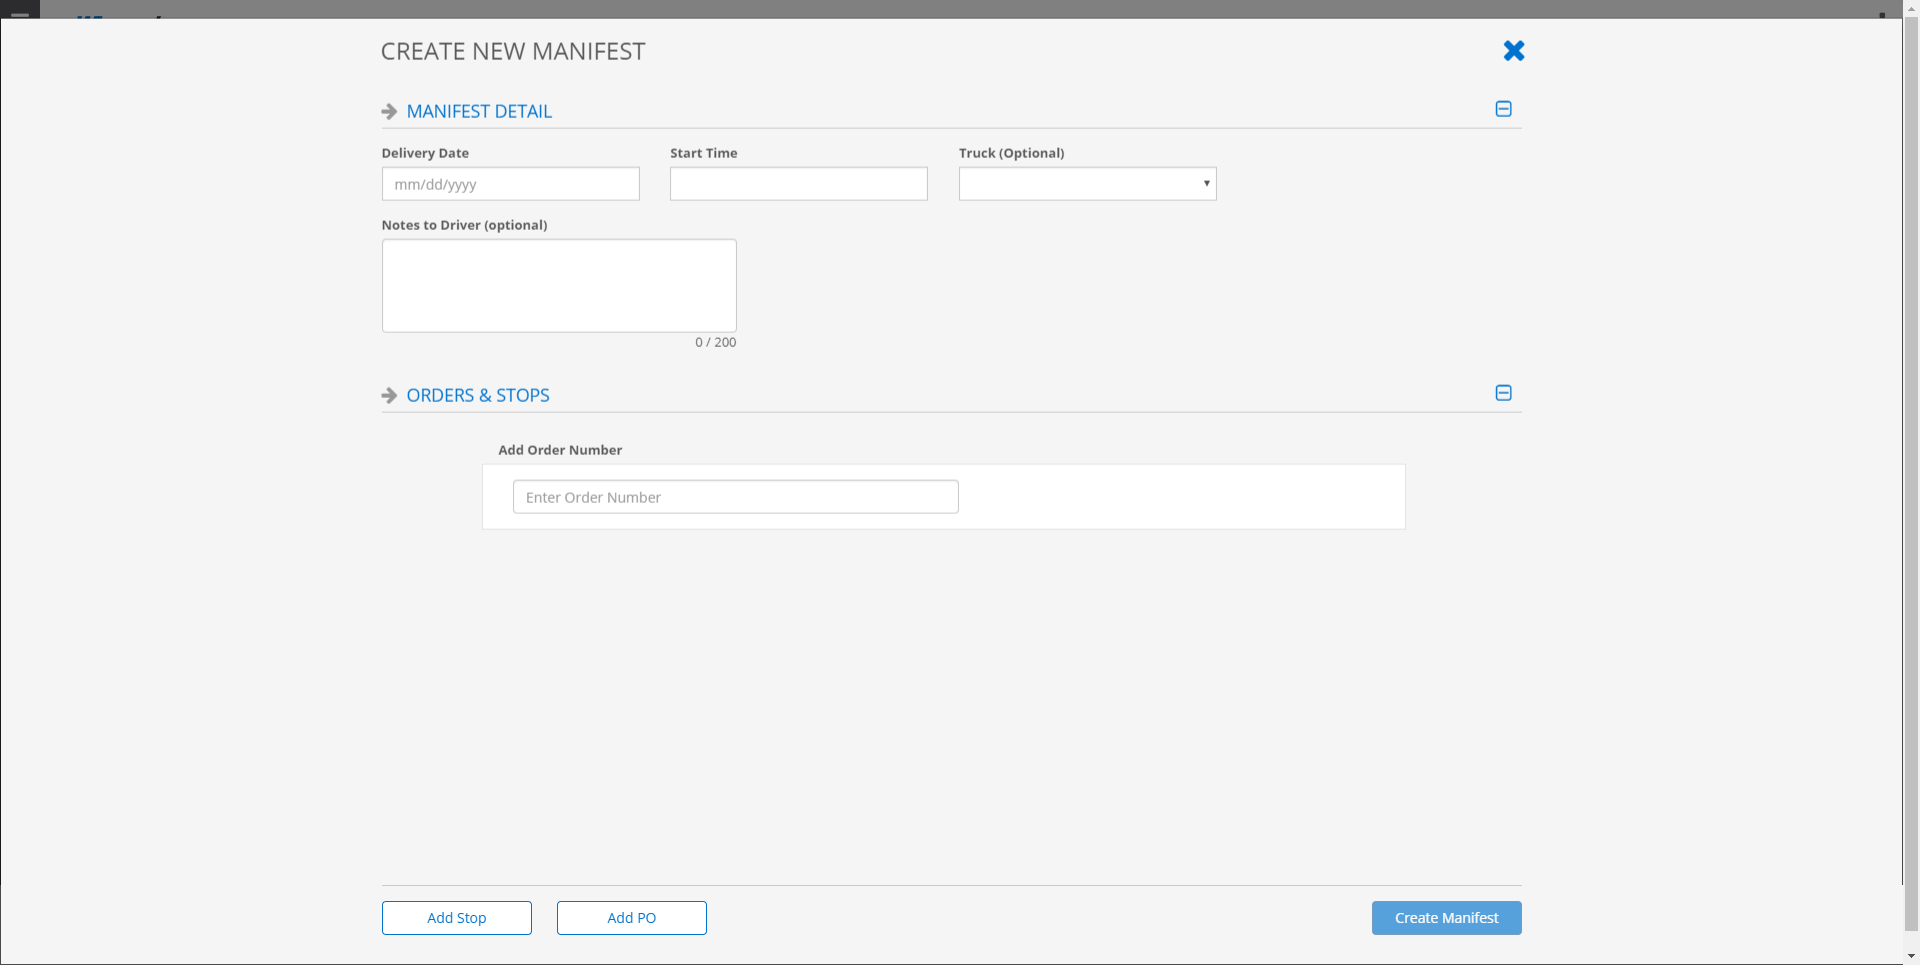 CREATE NEW MANIFEST
MANIFEST DETAIL
Delivery Date
Start Time
Truck (Optional)
mm/dd/yyyy
Notes to Driver (optional)
0 / 200
ORDERS & STOPS
Add Order Number
Enter Order Number
Add Stop
Add PO
Create Manifest